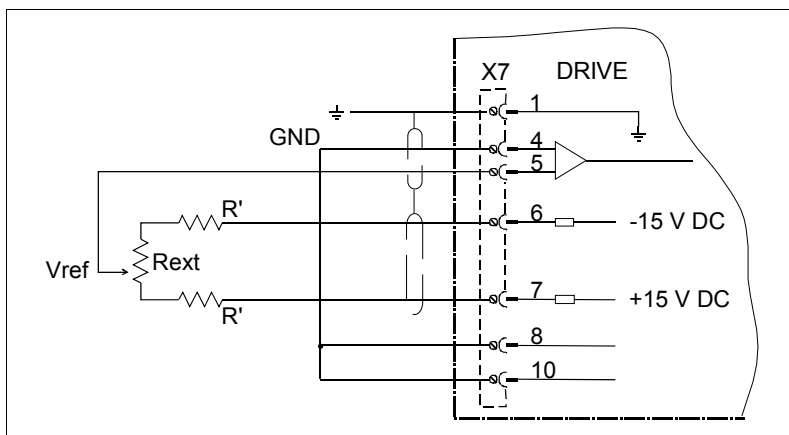 X7 DRIVE
1
GND
4
5
R'
6
-15 V DC
Vref
Rext
R'
7
+15 V DC
8
10